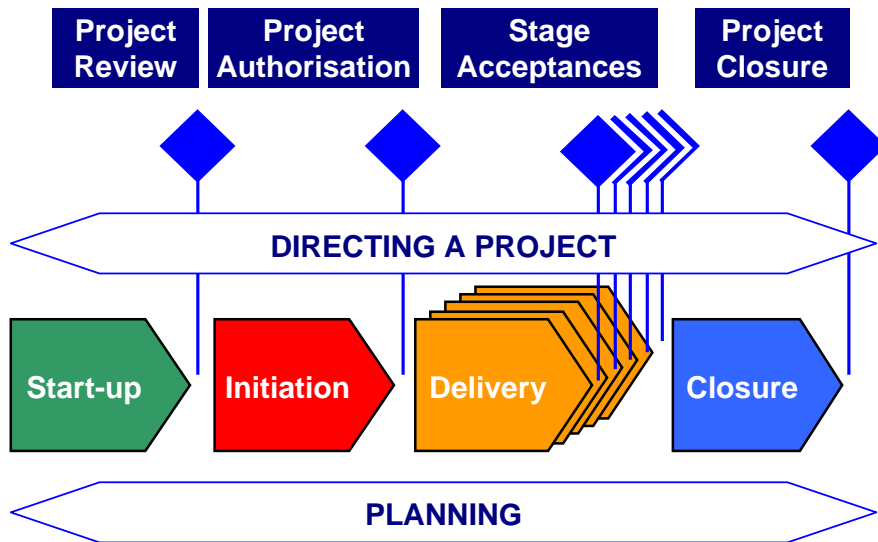 Project
Review
Project
Authorisation
Stage
Acceptances
Project
Closure
DIRECTING A PROJECT
Start-up
Initiation
Delivery
Closure
PLANNING